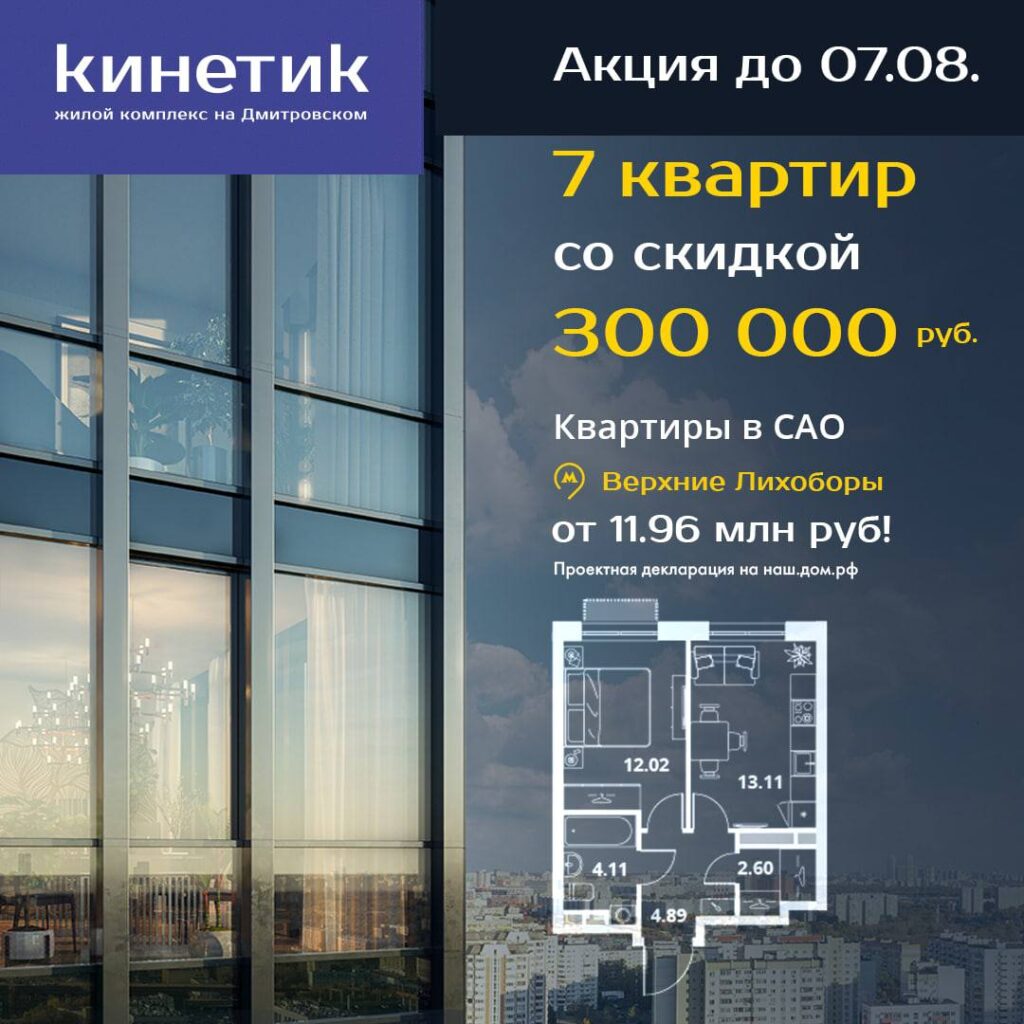 кинетик
жилой комплекс на Дмитровском
Акция до 07.08.
7 квартир
со скидкой
300 000 руб.
Квартиры в САО
М Верхние Лихоборы
от 11.96 млн руб!
Проектная декларация на наш.дом.рф
12.02
13.11
4.11
2.60
4.89